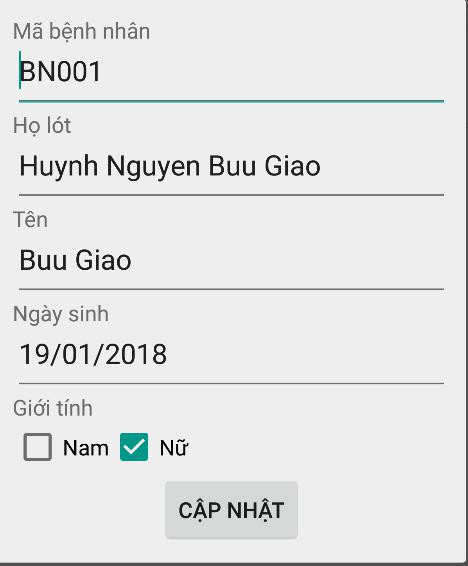 Mã bệnh nhân
BN001
Họ lót
Huynh Nguyen Buu Giao
Tên
Buu Giao
Ngày sinh
19/01/2018
Giới tính
Nam Nữ
CẬP NHẬT